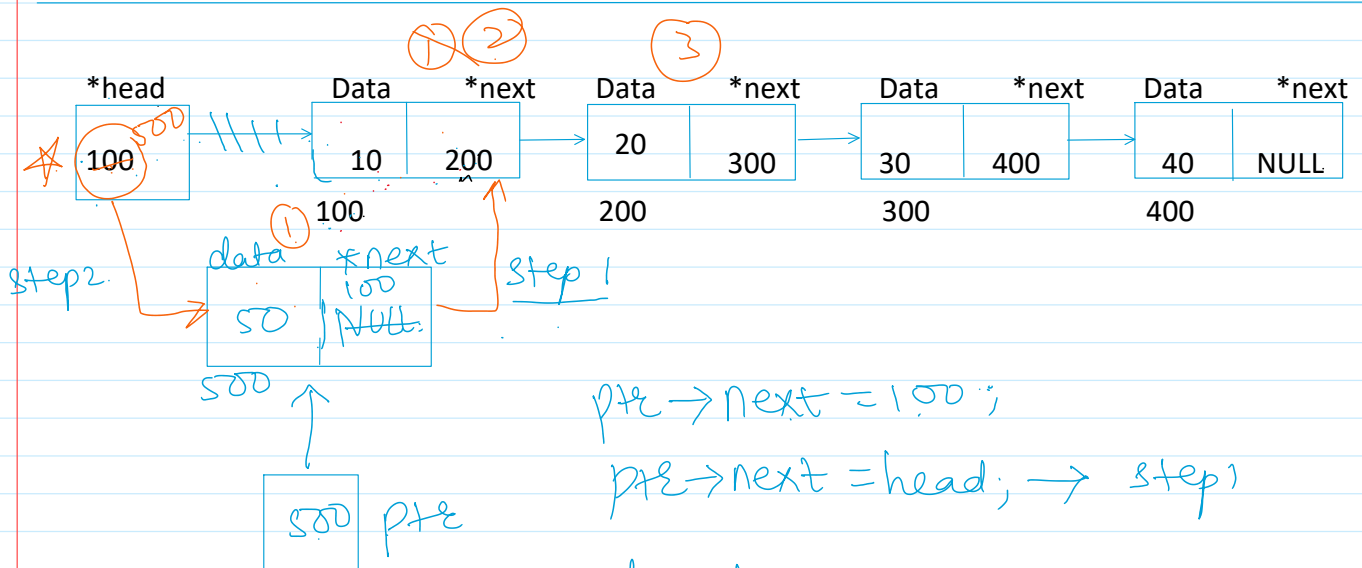 1 2 3
*head Data *next Data *next Data *next Data *next
500
100 10 200 20 300 30 400 40 NULL
1 100 200 300 400
data *next
step2 100 step 1
50 NULL
500
ptr → next = 100;
ptr → next = head; → step 1
500 ptr